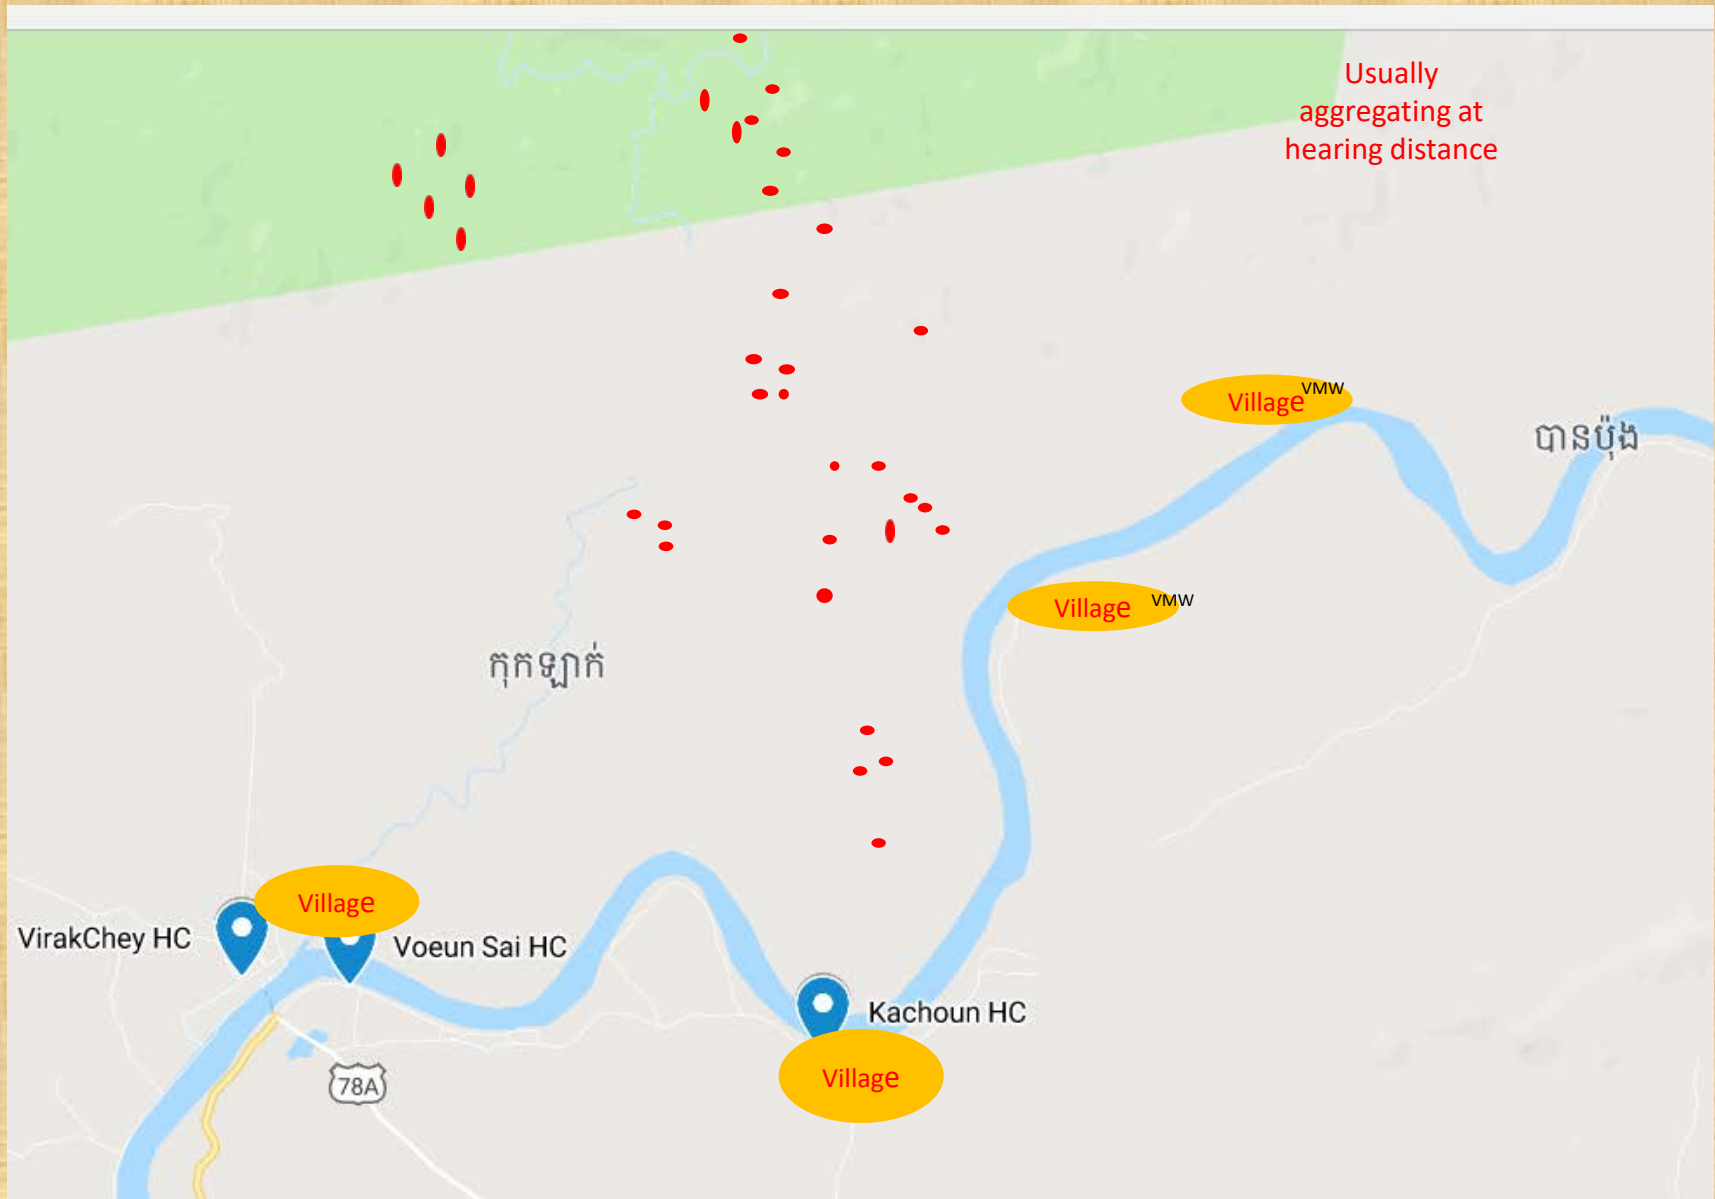 Usually
aggregating at
hearing distance
Village VMW
បានប៉ុង
Village VMW
កុកឡាក់
Village
VirakChey HC
Voeun Sai HC
Kachoun HC
Village
78A